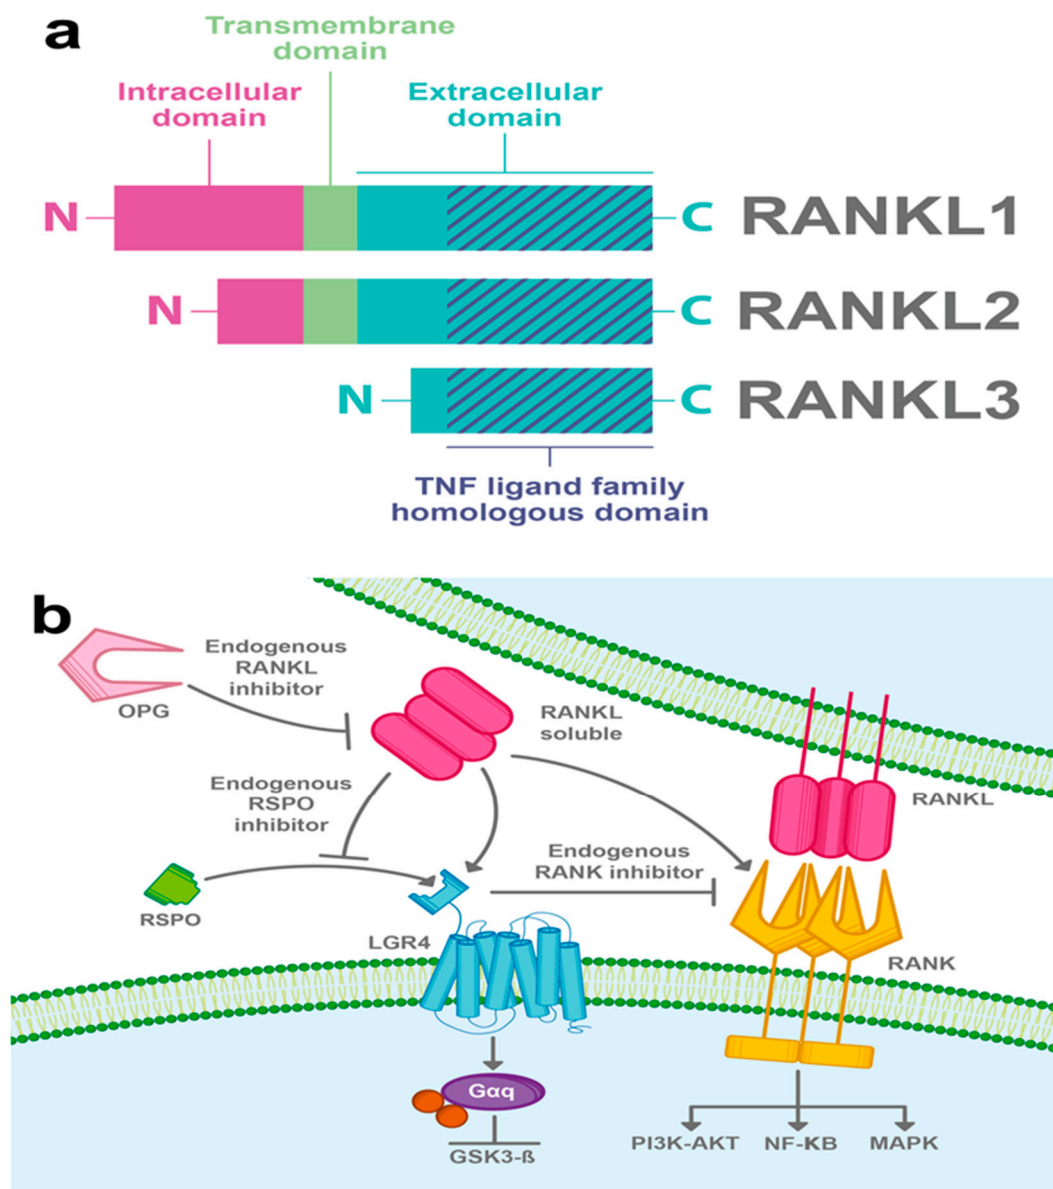 a
Transmembrane
domain
Intracellular
domain
Extracellular
domain
N
C
RANKL1
N
C
RANKL2
N
C
RANKL3
TNF ligand family
homologous domain
b
Endogenous
RANKL
inhibitor
OPG
RANKL
soluble
Endogenous
RSPO
inhibitor
RANKL
Endogenous
RANK inhibitor
RSPO
LGR4
RANK
Gαq
GSK3-ß
PI3K-AKT
NF-κB
MAPK